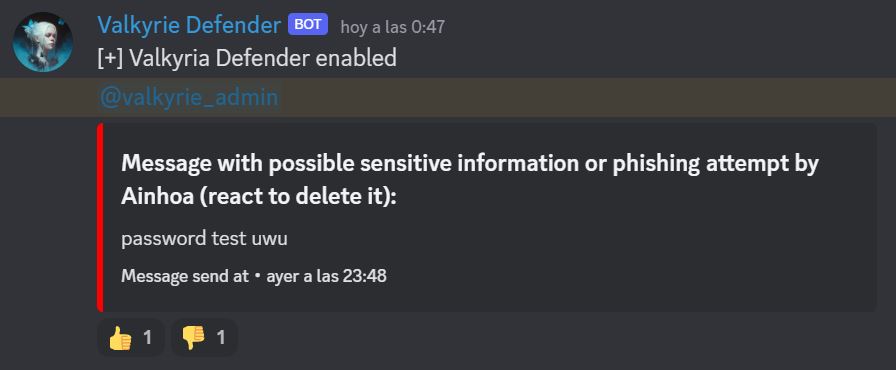 Valkyrie Defender BOT hoy a las 0:47
[+] Valkyria Defender enabled
@valkyrie_admin
Message with possible sensitive information or phishing attempt by
Ainhoa (react to delete it):
password test uwu
Message send at • ayer a las 23:48
1 1